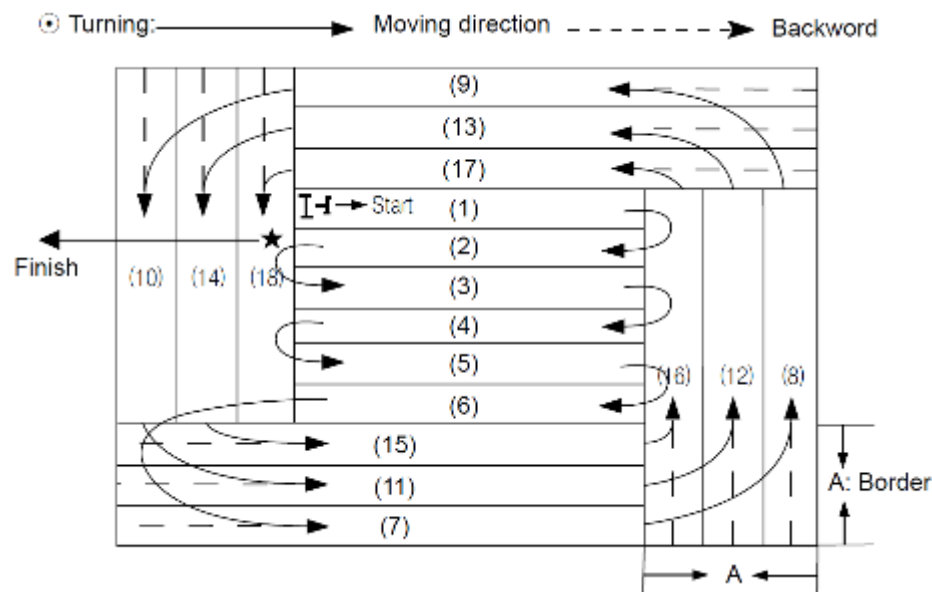 ⊙ Turning: Moving direction Backword
(9)
(13)
(17)
Start (1)
(2)
Finish
(10) (14) (18)
(3)
(4)
(5)
(16) (12) (8)
(6)
(15)
(11)
A: Border
(7)
A